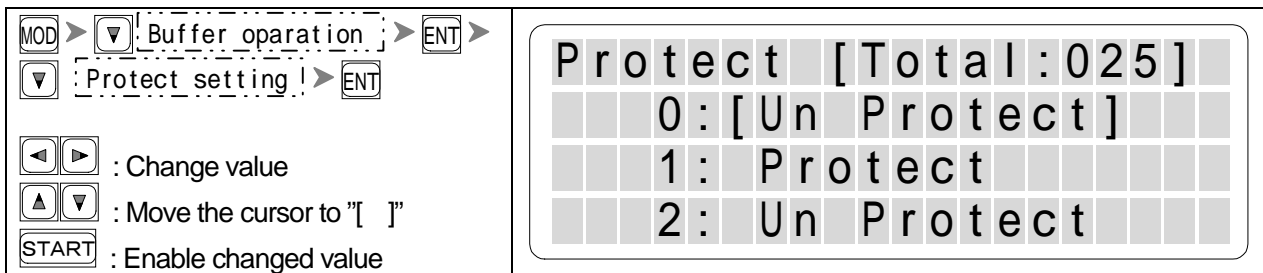 MOD > ▼ Buffer oparation > ENT >
▼ Protect setting > ENT
◀ ▶ : Change value
▲ ▼ : Move the cursor to "[ ]"
START : Enable changed value
Protect [Total:025]
0:[Un Protect]
1: Protect
2: Un Protect